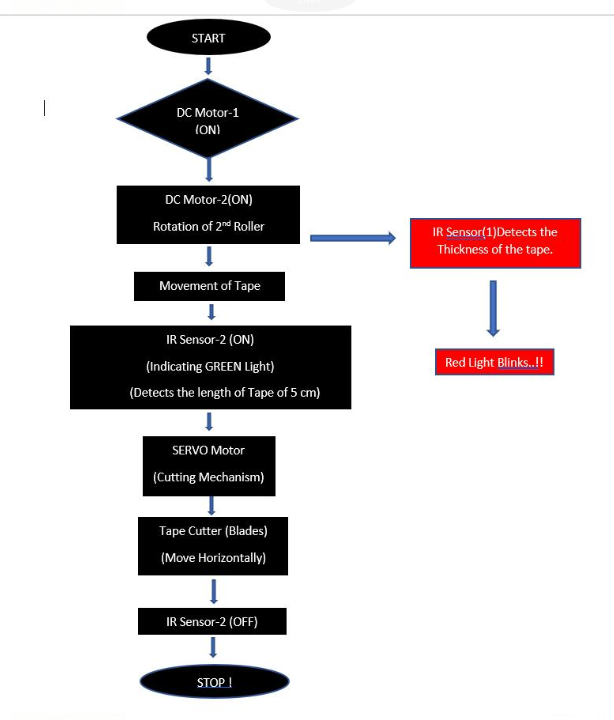 START
DC Motor-1
(ON)
DC Motor-2(ON)
Rotation of 2nd Roller
IR Sensor(1)Detects the
Thickness of the tape.
Movement of Tape
IR Sensor-2 (ON)
(Indicating GREEN Light)
(Detects the length of Tape of 5 cm)
Red Light Blinks..!!
SERVO Motor
(Cutting Mechanism)
Tape Cutter (Blades)
(Move Horizontally)
IR Sensor-2 (OFF)
STOP !